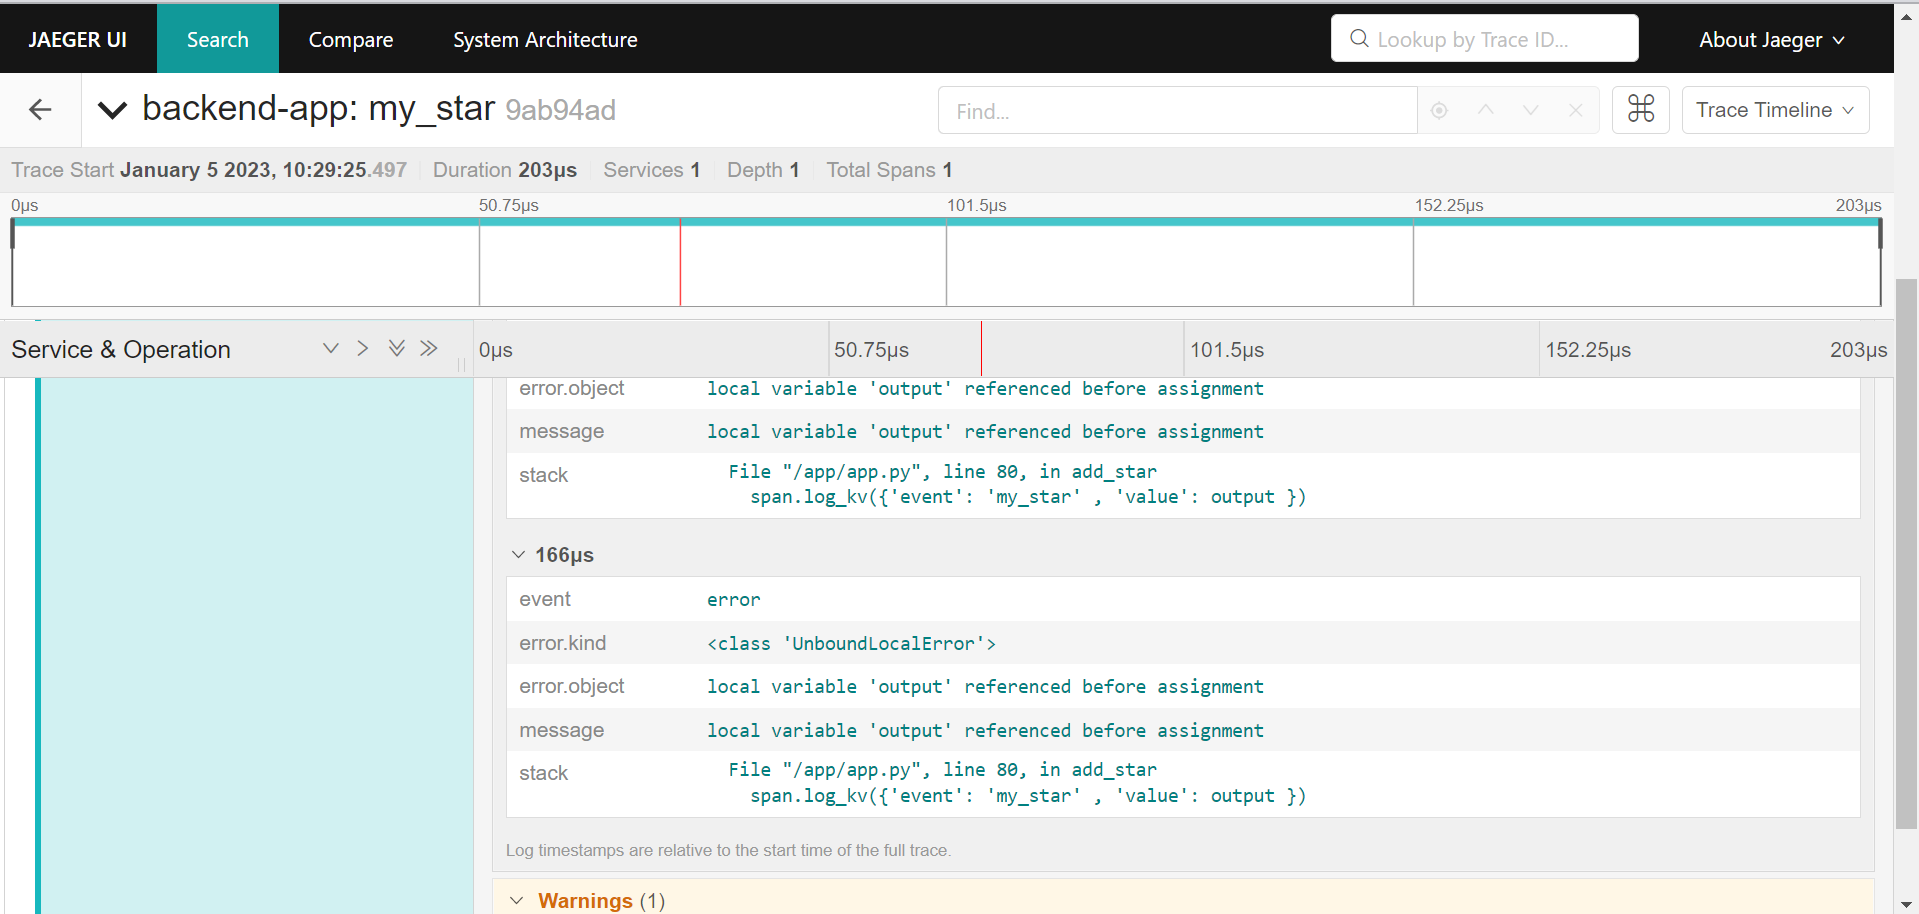 JAEGER UI Search Compare System Architecture Lookup by Trace ID... About Jaeger
backend-app: my_star 9ab94ad Find... ⌘ Trace Timeline
Trace Start January 5 2023, 10:29:25.497 Duration 203μs Services 1 Depth 1 Total Spans 1
0μs 50.75μs 101.5μs 152.25μs 203μs
Service & Operation 0μs 50.75μs 101.5μs 152.25μs 203μs
error.object local variable 'output' referenced before assignment
message local variable 'output' referenced before assignment
stack File "/app/app.py", line 80, in add_star
span.log_kv({'event': 'my_star' , 'value': output })
166μs
event error
error.kind <class 'UnboundLocalError'>
error.object local variable 'output' referenced before assignment
message local variable 'output' referenced before assignment
stack File "/app/app.py", line 80, in add_star
span.log_kv({'event': 'my_star' , 'value': output })
Log timestamps are relative to the start time of the full trace.
Warnings (1)